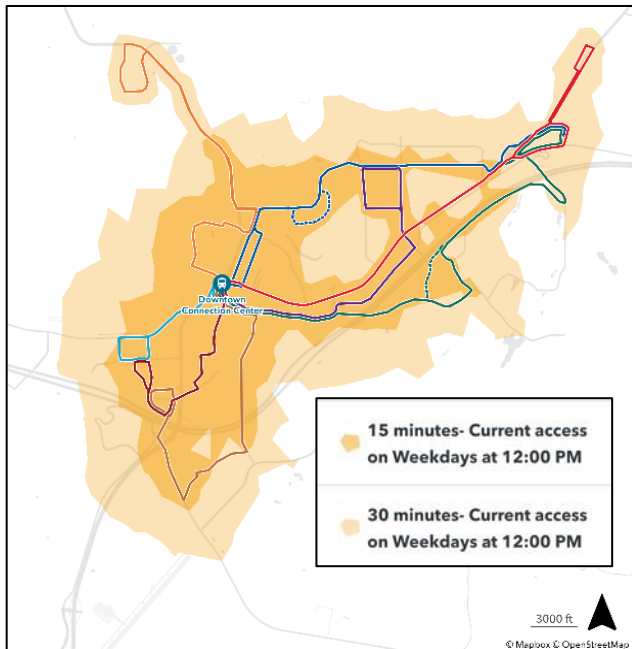 Downtown
Connection Center
15 minutes- Current access
on Weekdays at 12:00 PM
30 minutes- Current access
on Weekdays at 12:00 PM
3000 ft
© Mapbox © OpenStreetMap